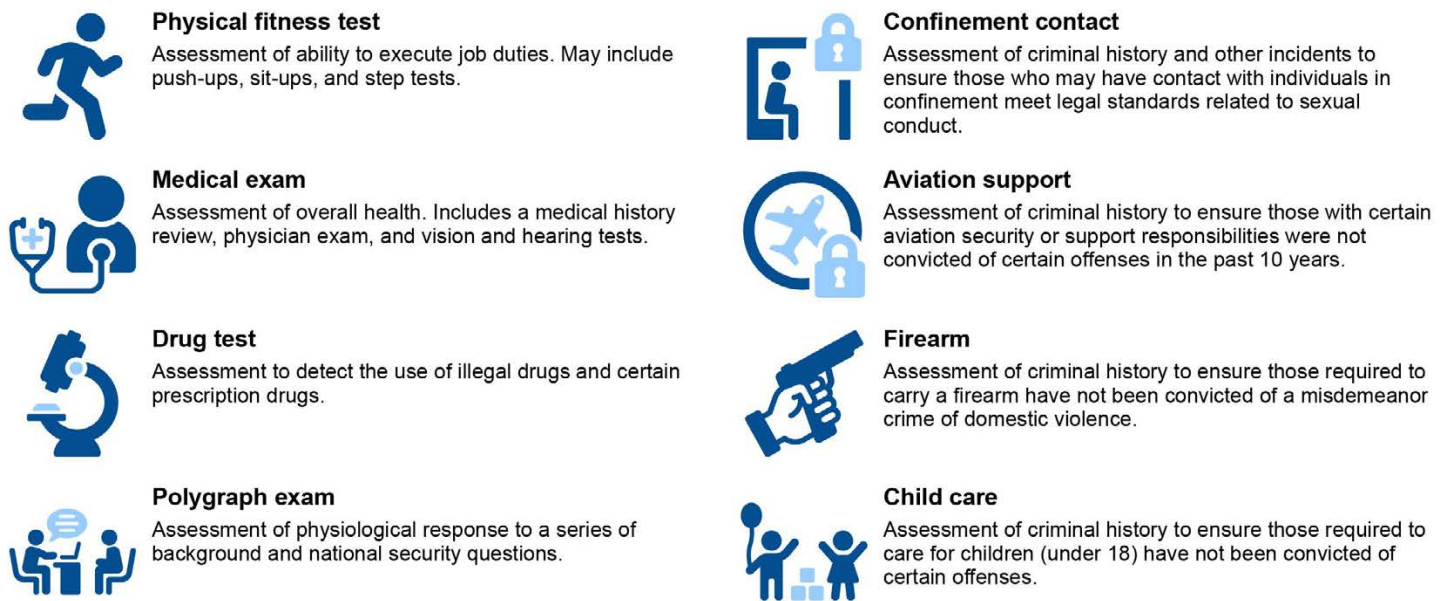 Physical fitness test
Assessment of ability to execute job duties. May include
push-ups, sit-ups, and step tests.
Medical exam
Assessment of overall health. Includes a medical history
review, physician exam, and vision and hearing tests.
Drug test
Assessment to detect the use of illegal drugs and certain
prescription drugs.
Polygraph exam
Assessment of physiological response to a series of
background and national security questions.
Confinement contact
Assessment of criminal history and other incidents to
ensure those who may have contact with individuals in
confinement meet legal standards related to sexual
conduct.
Aviation support
Assessment of criminal history to ensure those with certain
aviation security or support responsibilities were not
convicted of certain offenses in the past 10 years.
Firearm
Assessment of criminal history to ensure those required to
carry a firearm have not been convicted of a misdemeanor
crime of domestic violence.
Child care
Assessment of criminal history to ensure those required to
care for children (under 18) have not been convicted of
certain offenses.